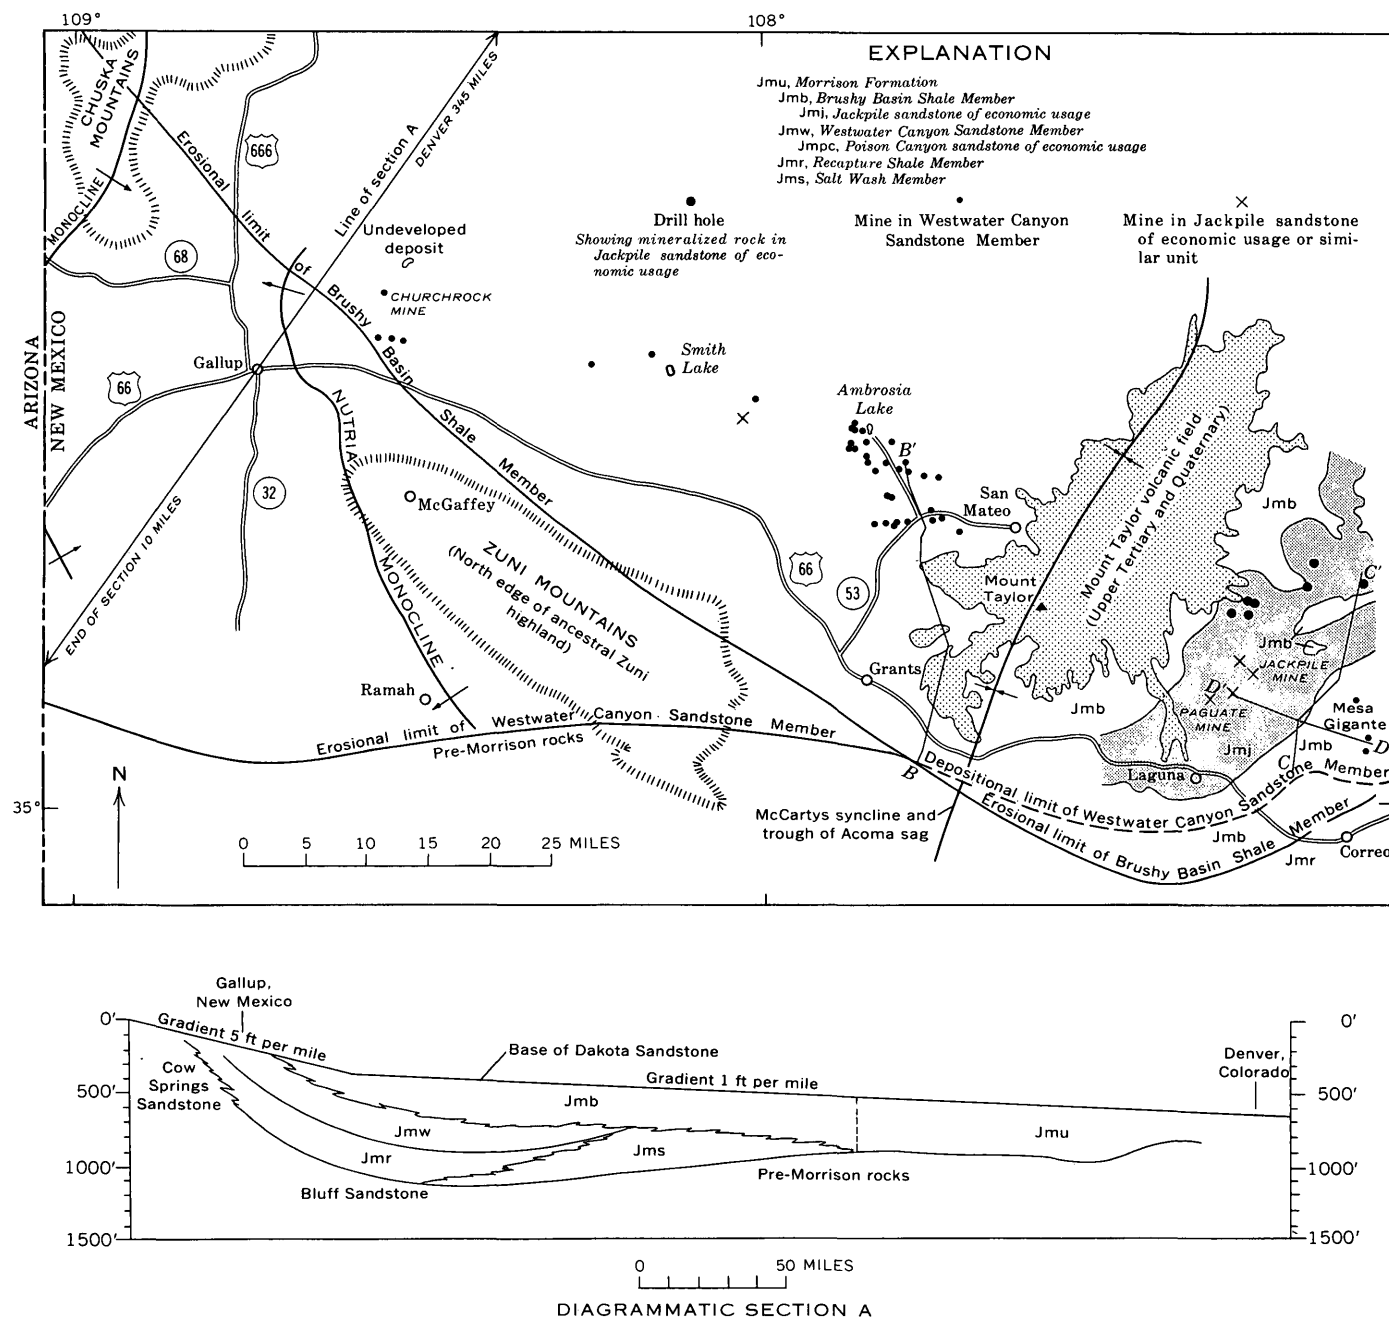 109°
108°
EXPLANATION
Jmu, Morrison Formation
Jmb, Brushy Basin Shale Member
Jmj, Jackpile sandstone of economic usage
Jmw, Westwater Canyon Sandstone Member
Jmpc, Poison Canyon sandstone of economic usage
Jmr, Recapture Shale Member
Jms, Salt Wash Member
Drill hole
Showing mineralized rock in
Jackpile sandstone of eco-
nomic usage
Mine in Westwater Canyon
Sandstone Member
Mine in Jackpile sandstone
of economic usage or simi-
lar unit
CHUSKA
MOUNTAINS
MONOCLINE
666
68
Erosional limit of Brushy Basin Shale Member
Line of section A
DENVER 345 MILES
Undeveloped
deposit
CHURCHROCK
MINE
ARIZONA
NEW MEXICO
Gallup
66
32
Smith
Lake
Ambrosia
Lake
B'
NUTRIA
MONOCLINE
McGaffey
San
Mateo
ZUNI MOUNTAINS
(North edge of ancestral Zuni
highland)
END OF SECTION 10 MILES
66
53
Mount
Taylor
Mount Taylor volcanic field
(Upper Tertiary and Quaternary)
Jmb
C'
Jmb
JACKPILE
MINE
Grants
Ramah
Jmb
D'
PAGUATE
MINE
Mesa
Gigante
Jmj
Jmb
D
C
Laguna
Erosional limit of Westwater Canyon Sandstone Member
Pre-Morrison rocks
B
Depositional limit of Westwater Canyon Sandstone Member
Erosional limit of Brushy Basin Shale Member
Jmb
Jmr
Correo
McCartys syncline and
trough of Acoma sag
N
35°
0 5 10 15 20 25 MILES
Gallup,
New Mexico
0'
Gradient 5 ft per mile
Base of Dakota Sandstone
Gradient 1 ft per mile
Denver,
Colorado
0'
Cow
Springs
Sandstone
500'
500'
Jmb
Jmw
Jmr
Jms
Jmu
1000'
1000'
Bluff Sandstone
Pre-Morrison rocks
1500'
1500'
0 50 MILES
DIAGRAMMATIC SECTION A